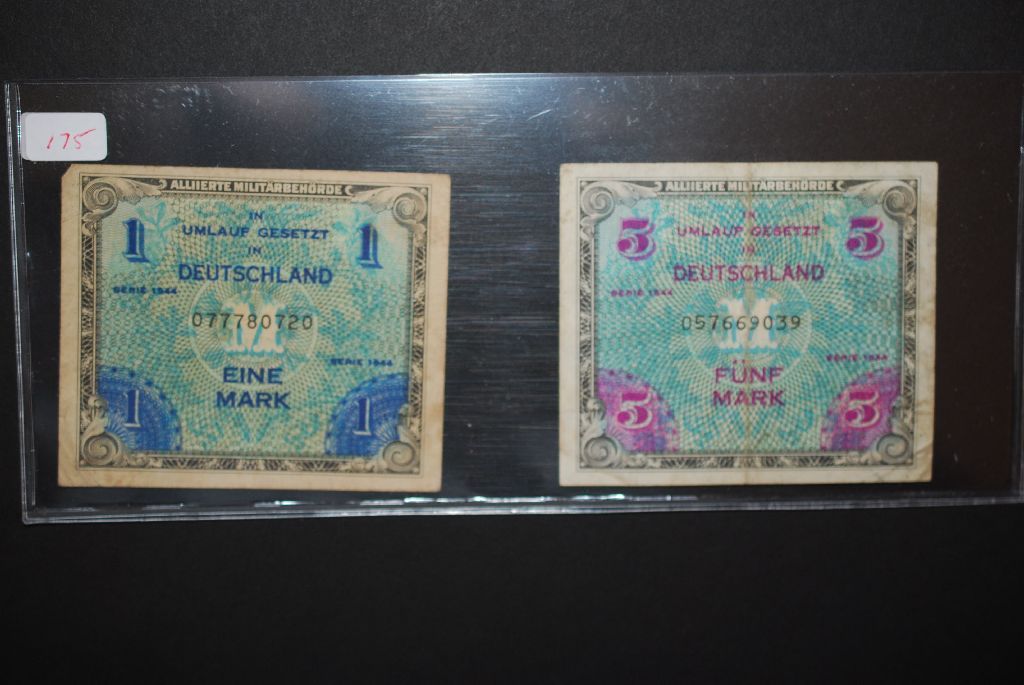 175
ALLIIERTE MILITÄRBEHÖRDE
1 1
IN
UMLAUF GESETZT
IN
DEUTSCHLAND
SERIE 1944
077780720
SERIE 1944
EINE
MARK
1 1
ALLIIERTE MILITÄRBEHÖRDE
5 5
IN
UMLAUF GESETZT
IN
DEUTSCHLAND
SERIE 1944
057669039
SERIE 1944
FÜNF
MARK
5 5